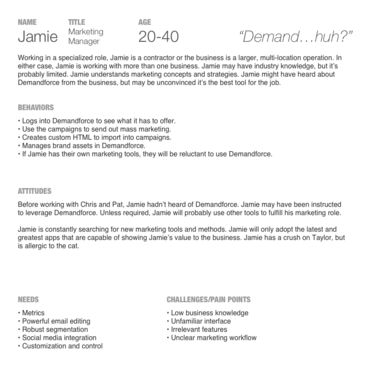 NAME TITLE AGE
Jamie Marketing Manager 20-40 "Demand…huh?"
Working in a specialized role, Jamie is a contractor or the business is a larger, multi-location operation. In
either case, Jamie is working with more than one business. Jamie may have industry knowledge, but it's
probably limited. Jamie understands marketing concepts and strategies. Jamie might have heard about
Demandforce from the business, but may be unconvinced it's the best tool for the job.
BEHAVIORS
• Logs into Demandforce to see what it has to offer.
• Use the campaigns to send out mass marketing.
• Creates custom HTML to import into campaigns.
• Manages brand assets in Demandforce.
• If Jamie has their own marketing tools, they will be reluctant to use Demandforce.
ATTITUDES
Before working with Chris and Pat, Jamie hadn't heard of Demandforce. Jamie may have been instructed
to leverage Demandforce. Unless required, Jamie will probably use other tools to fulfill his marketing role.
Jamie is constantly searching for new marketing tools and methods. Jamie will only adopt the latest and
greatest apps that are capable of showing Jamie's value to the business. Jamie has a crush on Taylor, but
is allergic to the cat.
NEEDS
• Metrics
• Powerful email editing
• Robust segmentation
• Social media integration
• Customization and control
CHALLENGES/PAIN POINTS
• Low business knowledge
• Unfamiliar interface
• Irrelevant features
• Unclear marketing workflow